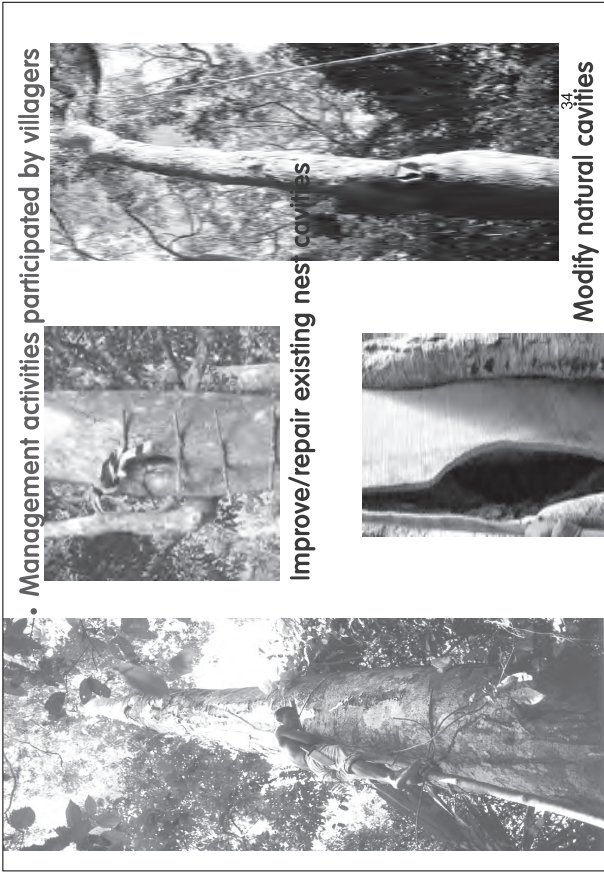 • Management activities participated by villagers
Improve/repair existing nest cavities
Modify natural cavities
34